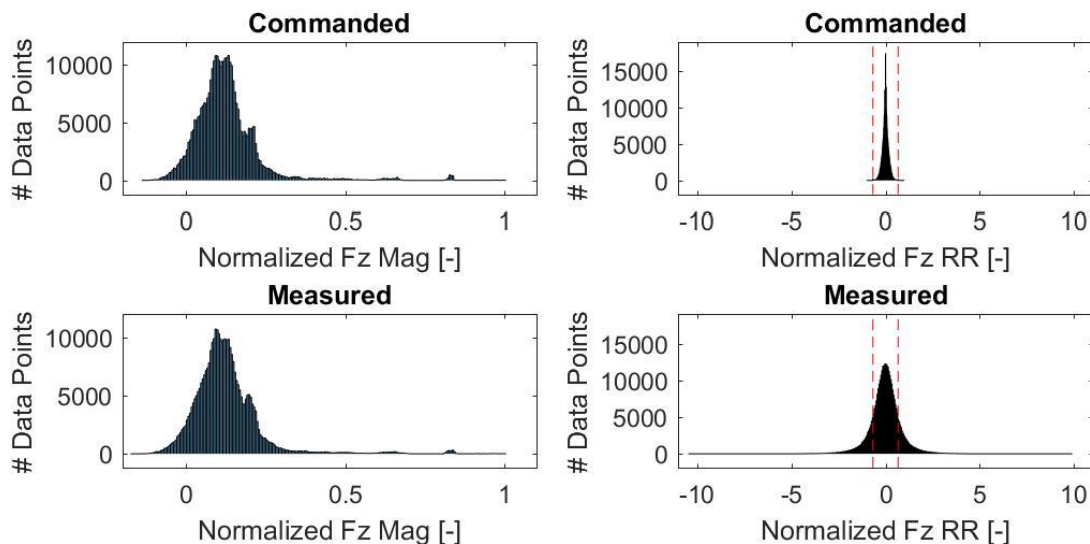 Commanded
# Data Points
10000
5000
0
0
0.5
1
Normalized Fz Mag [-]
Commanded
# Data Points
15000
10000
5000
0
-10
-5
0
5
10
Normalized Fz RR [-]
Measured
# Data Points
10000
5000
0
0
0.5
1
Normalized Fz Mag [-]
Measured
# Data Points
15000
10000
5000
0
-10
-5
0
5
10
Normalized Fz RR [-]